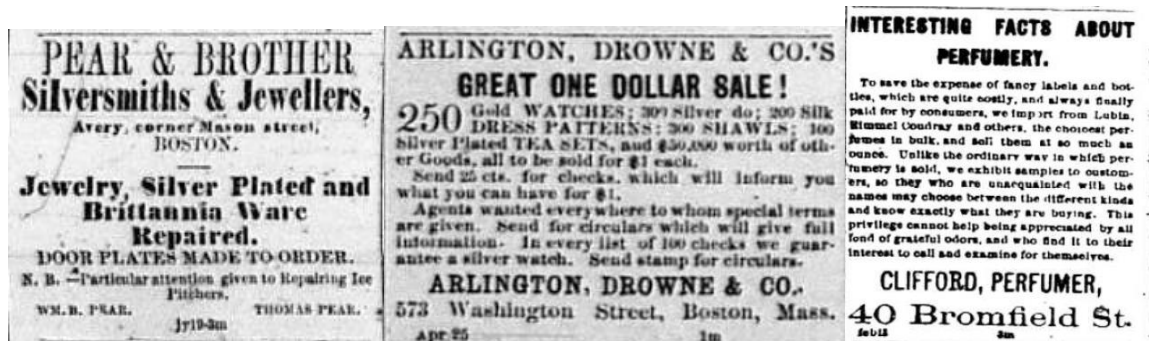 PEAR & BROTHER
Silversmiths & Jewellers,
Avery, corner Mason street,
BOSTON.
Jewelry, Silver Plated and
Brittannia Ware
Repaired.
DOOR PLATES MADE TO ORDER.
N. B.—Particular attention given to Repairing Ice
Pitchers.
WM. B. PEAR. THOMAS PEAR.
jy19-3m
ARLINGTON, DROWNE & CO.'S
GREAT ONE DOLLAR SALE!
250 Gold WATCHES; 300 Silver do; 200 Silk
DRESS PATTERNS; 300 SHAWLS; 100
Silver Plated TEA SETS, and $50,000 worth of oth-
er Goods, all to be sold for $1 each.
Send 25 cts. for checks, which will inform you
what you can have for $1.
Agents wanted everywhere to whom special terms
are given. Send for circulars which will give full
information. In every list of 100 checks we guar-
antee a silver watch. Send stamp for circulars.
ARLINGTON, DROWNE & CO.
573 Washington Street, Boston, Mass.
Apr 25 1m
INTERESTING FACTS ABOUT
PERFUMERY.
To save the expense of fancy labels and bot-
tles, which are quite costly, and always finally
paid for by consumers, we import from Lubin,
Rimmel Coudray and others, the choicest per-
fumes in bulk, and sell them at so much an
ounce. Unlike the ordinary way in which per-
fumery is sold, we exhibit samples to custom-
ers, so they who are unacquainted with the
names may choose between the different kinds
and know exactly what they are buying. This
privilege cannot help being appreciated by all
fond of grateful odors, and who find it to their
interest to call and examine for themselves.
CLIFFORD, PERFUMER,
40 Bromfield St.
feb13 3m